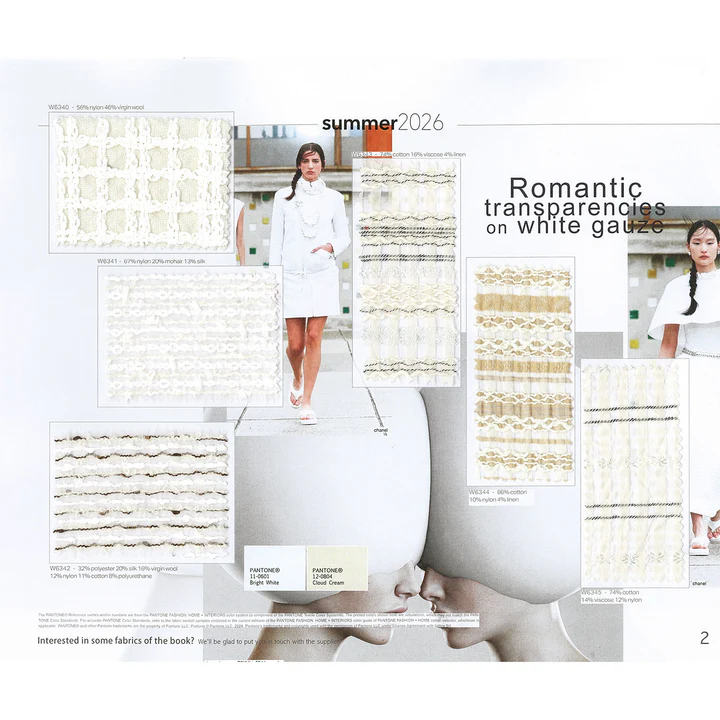 W6340 - 56% nylon 46% virgin wool
summer2026
W6343 - 74% cotton 16% viscose 4% linen
Romantic
transparencies
on white gauze
W6341 - 67% nylon 20% mohair 13% silk
chanel
W6344 - 86% cotton
10% nylon 4% linen
W6342 - 32% polyester 20% silk 16% virgin wool
12% nylon 11% cotton 8% polyurethane
PANTONE®
11-0601
Bright White
PANTONE®
12-0804
Cloud Cream
W6345 - 74% cotton
14% viscose 12% nylon
Interested in some fabrics of the book? We'll be glad to put you in touch with the supplier
2